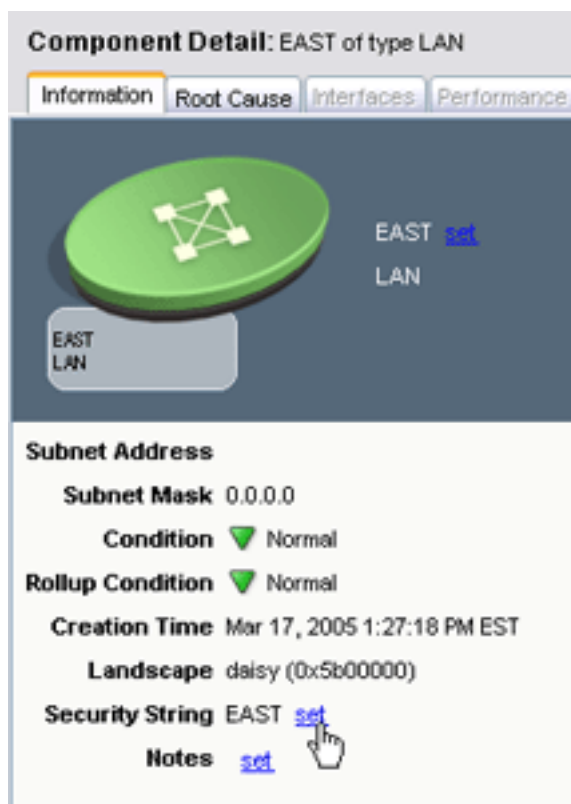 Component Detail: EAST of type LAN
Information Root Cause Interfaces Performance
EAST set
LAN
EAST
LAN
Subnet Address
Subnet Mask 0.0.0.0
Condition Normal
Rollup Condition Normal
Creation Time Mar 17, 2005 1:27:18 PM EST
Landscape daisy (0x5b00000)
Security String EAST set
Notes set